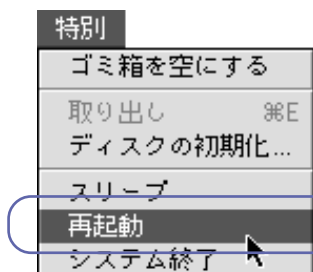 特別
ゴミ箱を空にする
取り出し ⌘E
ディスクの初期化...
スリープ
再起動
システム終了